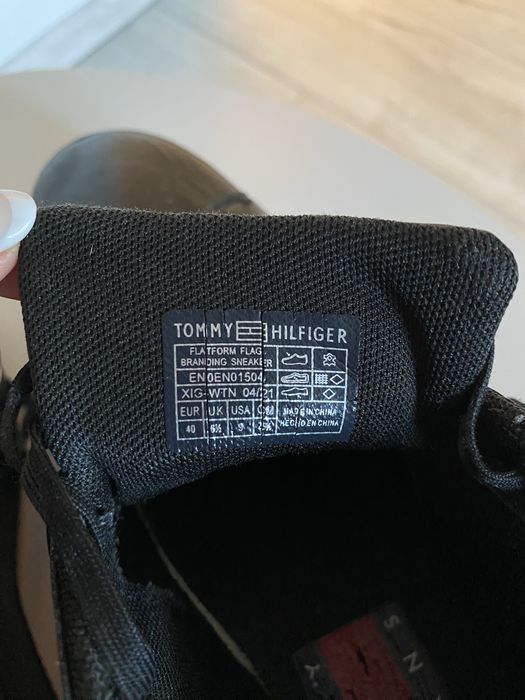 TOMMY HILFIGER
FLATFORM FLAG
BRANDING SNEAKER
EN0EN01504
XIG-WTN 04/21
EUR UK USA CM MADE IN CHINA
40 6½ 9 HECHO EN CHINA
S N
Y